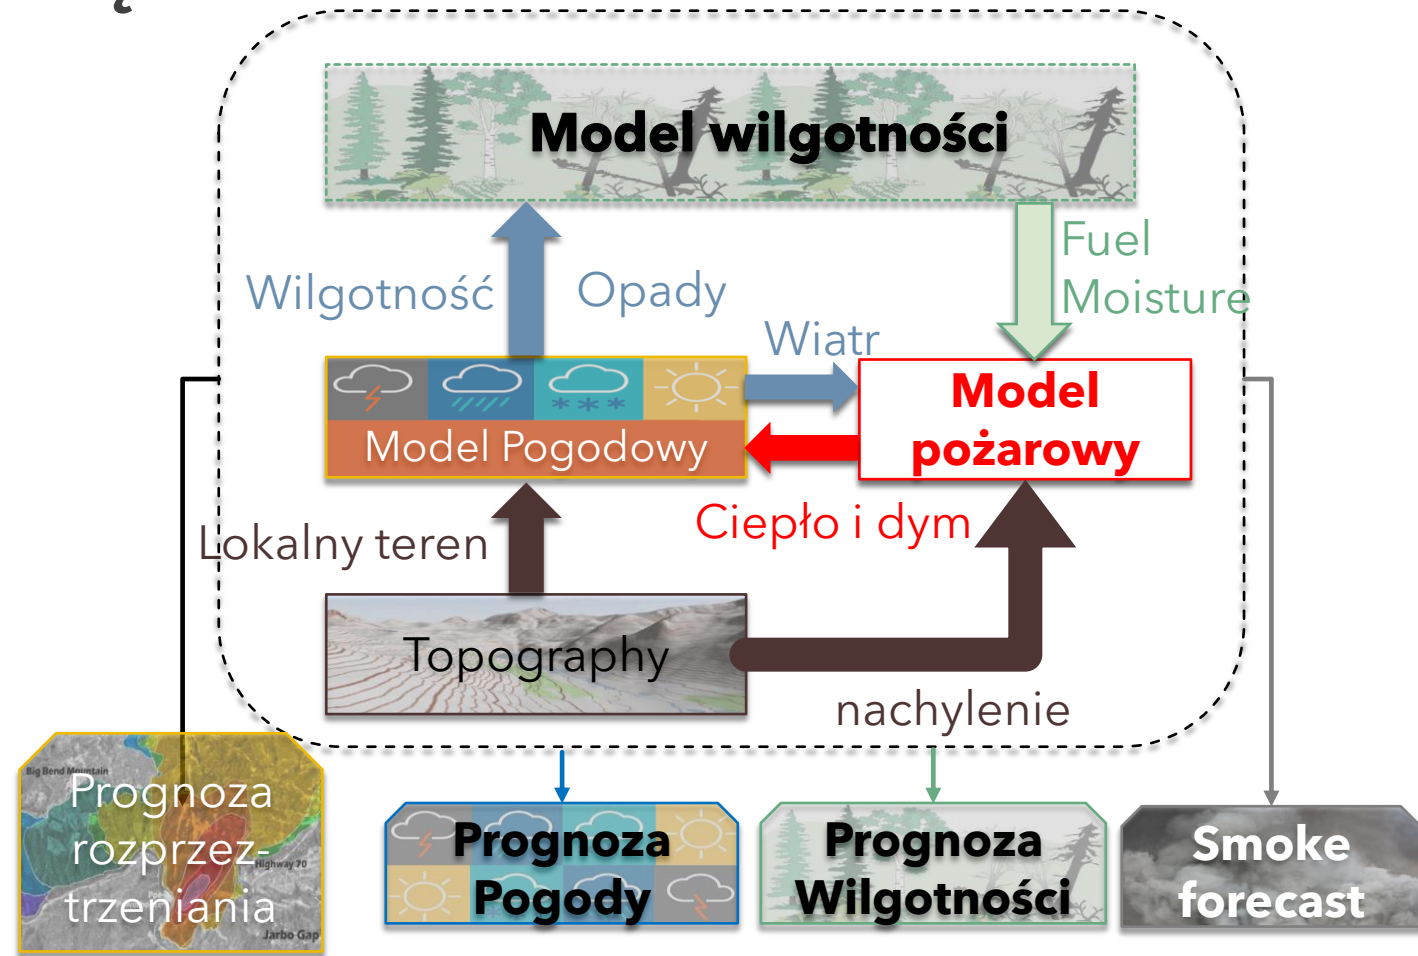 Model wilgotności
Fuel
Moisture
Wilgotność
Opady
Wiatr
Model
pożarowy
Model Pogodowy
Ciepło i dym
Lokalny teren
Topography
nachylenie
Big Bend Mountain
Prognoza
rozprzez-
trzeniania
Highway 70
Jarbo Gap
Prognoza
Pogody
Prognoza
Wilgotności
Smoke
forecast